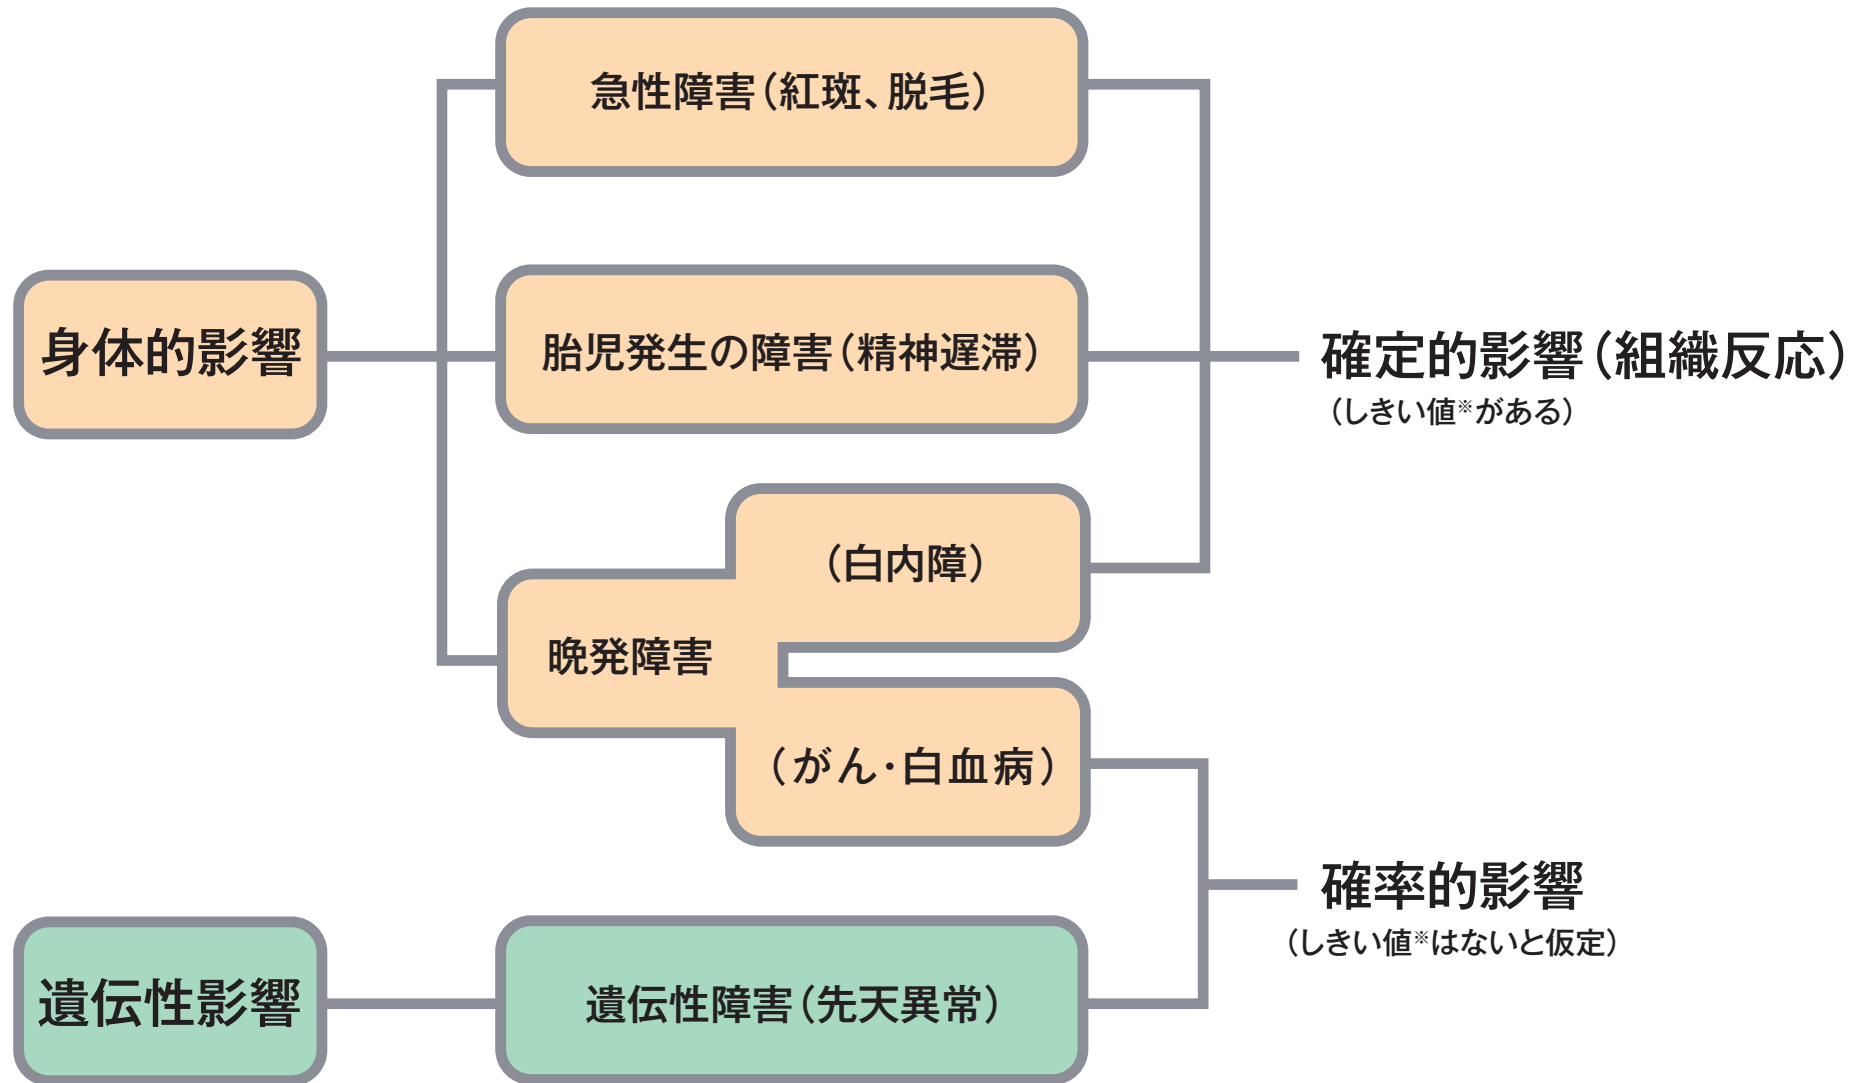 急性障害（紅斑、脱毛）
身体的影響
胎児発生の障害（精神遅滞）
確定的影響（組織反応）
（しきい値※がある）
（白内障）
晩発障害
（がん・白血病）
確率的影響
（しきい値※はないと仮定）
遺伝性影響
遺伝性障害（先天異常）